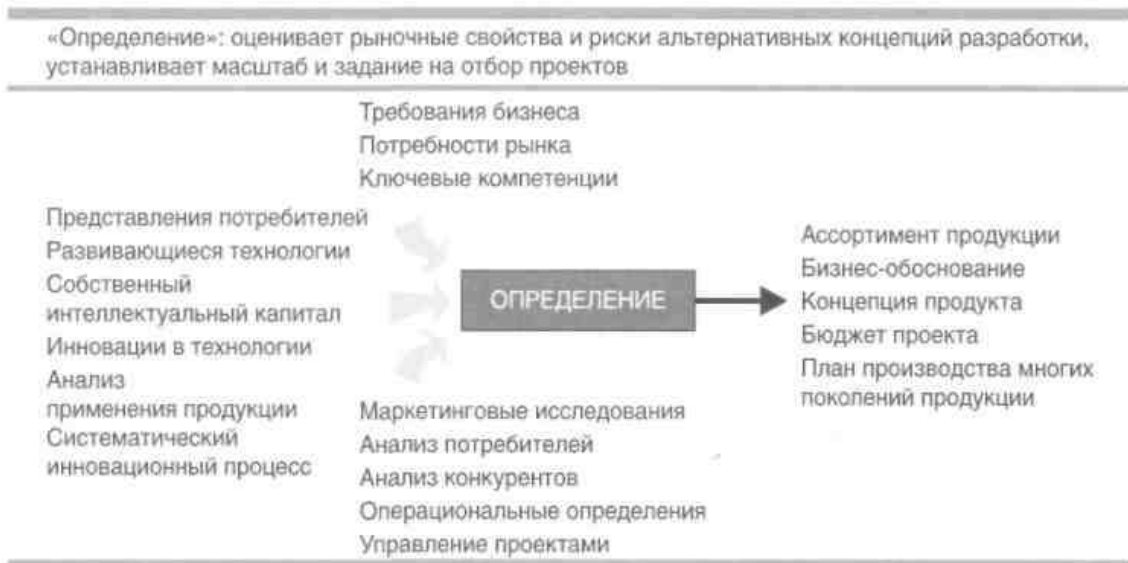 «Определение»: оценивает рыночные свойства и риски альтернативных концепций разработки,
устанавливает масштаб и задание на отбор проектов
Требования бизнеса
Потребности рынка
Ключевые компетенции
Представления потребителей
Развивающиеся технологии
Собственный
интеллектуальный капитал
Инновации в технологии
Анализ
применения продукции
Систематический
инновационный процесс
ОПРЕДЕЛЕНИЕ
Ассортимент продукции
Бизнес-обоснование
Концепция продукта
Бюджет проекта
План производства многих
поколений продукции
Маркетинговые исследования
Анализ потребителей
Анализ конкурентов
Операциональные определения
Управление проектами